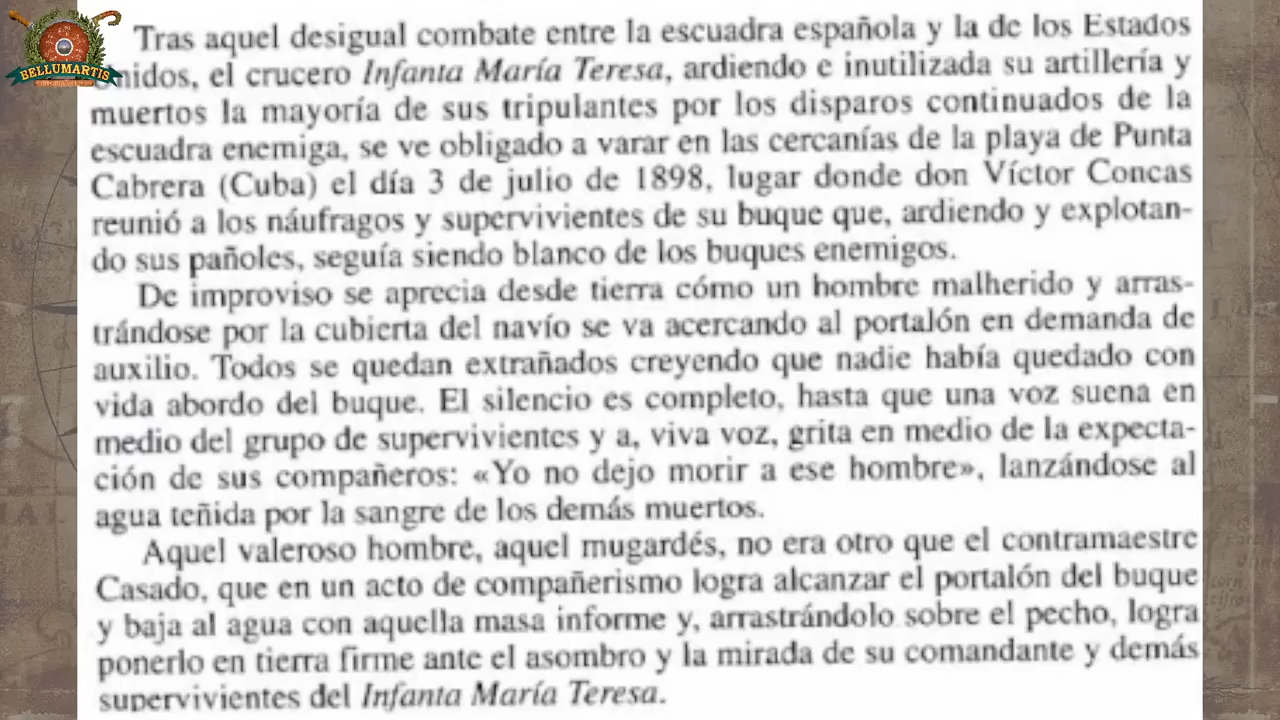 BELLUMARTIS
Tras aquel desigual combate entre la escuadra española y la de los Estados
nidos, el crucero Infanta María Teresa, ardiendo e inutilizada su artillería y
muertos la mayoría de sus tripulantes por los disparos continuados de la
escuadra enemiga, se ve obligado a varar en las cercanías de la playa de Punta
Cabrera (Cuba) el día 3 de julio de 1898, lugar donde don Víctor Concas
reunió a los náufragos y supervivientes de su buque que, ardiendo y explotan-
do sus pañoles, seguía siendo blanco de los buques enemigos.
De improviso se aprecia desde tierra cómo un hombre malherido y arras-
trándose por la cubierta del navío se va acercando al portalón en demanda de
auxilio. Todos se quedan extrañados creyendo que nadie había quedado con
vida abordo del buque. El silencio es completo, hasta que una voz suena en
medio del grupo de supervivientes y a, viva voz, grita en medio de la expecta-
ción de sus compañeros: «Yo no dejo morir a ese hombre», lanzándose al
agua teñida por la sangre de los demás muertos.
Aquel valeroso hombre, aquel mugardés, no era otro que el contramaestre
Casado, que en un acto de compañerismo logra alcanzar el portalón del buque
y baja al agua con aquella masa informe y, arrastrándolo sobre el pecho, logra
ponerlo en tierra firme ante el asombro y la mirada de su comandante y demás
supervivientes del Infanta María Teresa.